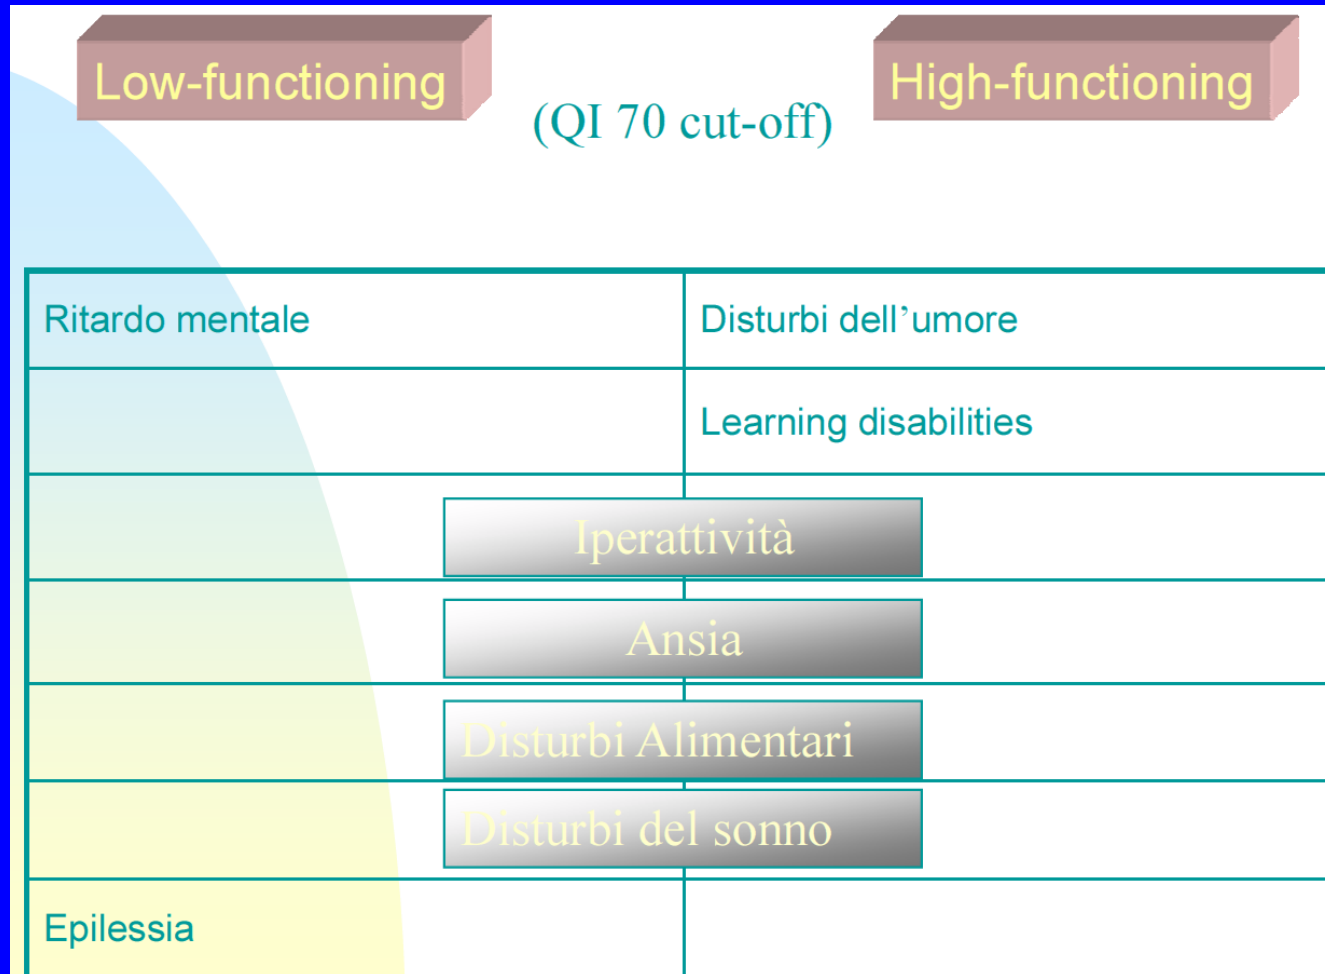 Low-functioning
High-functioning
(QI 70 cut-off)
Ritardo mentale
Disturbi dell’umore
Learning disabilities
Iperattività
Ansia
Disturbi Alimentari
Disturbi del sonno
Epilessia